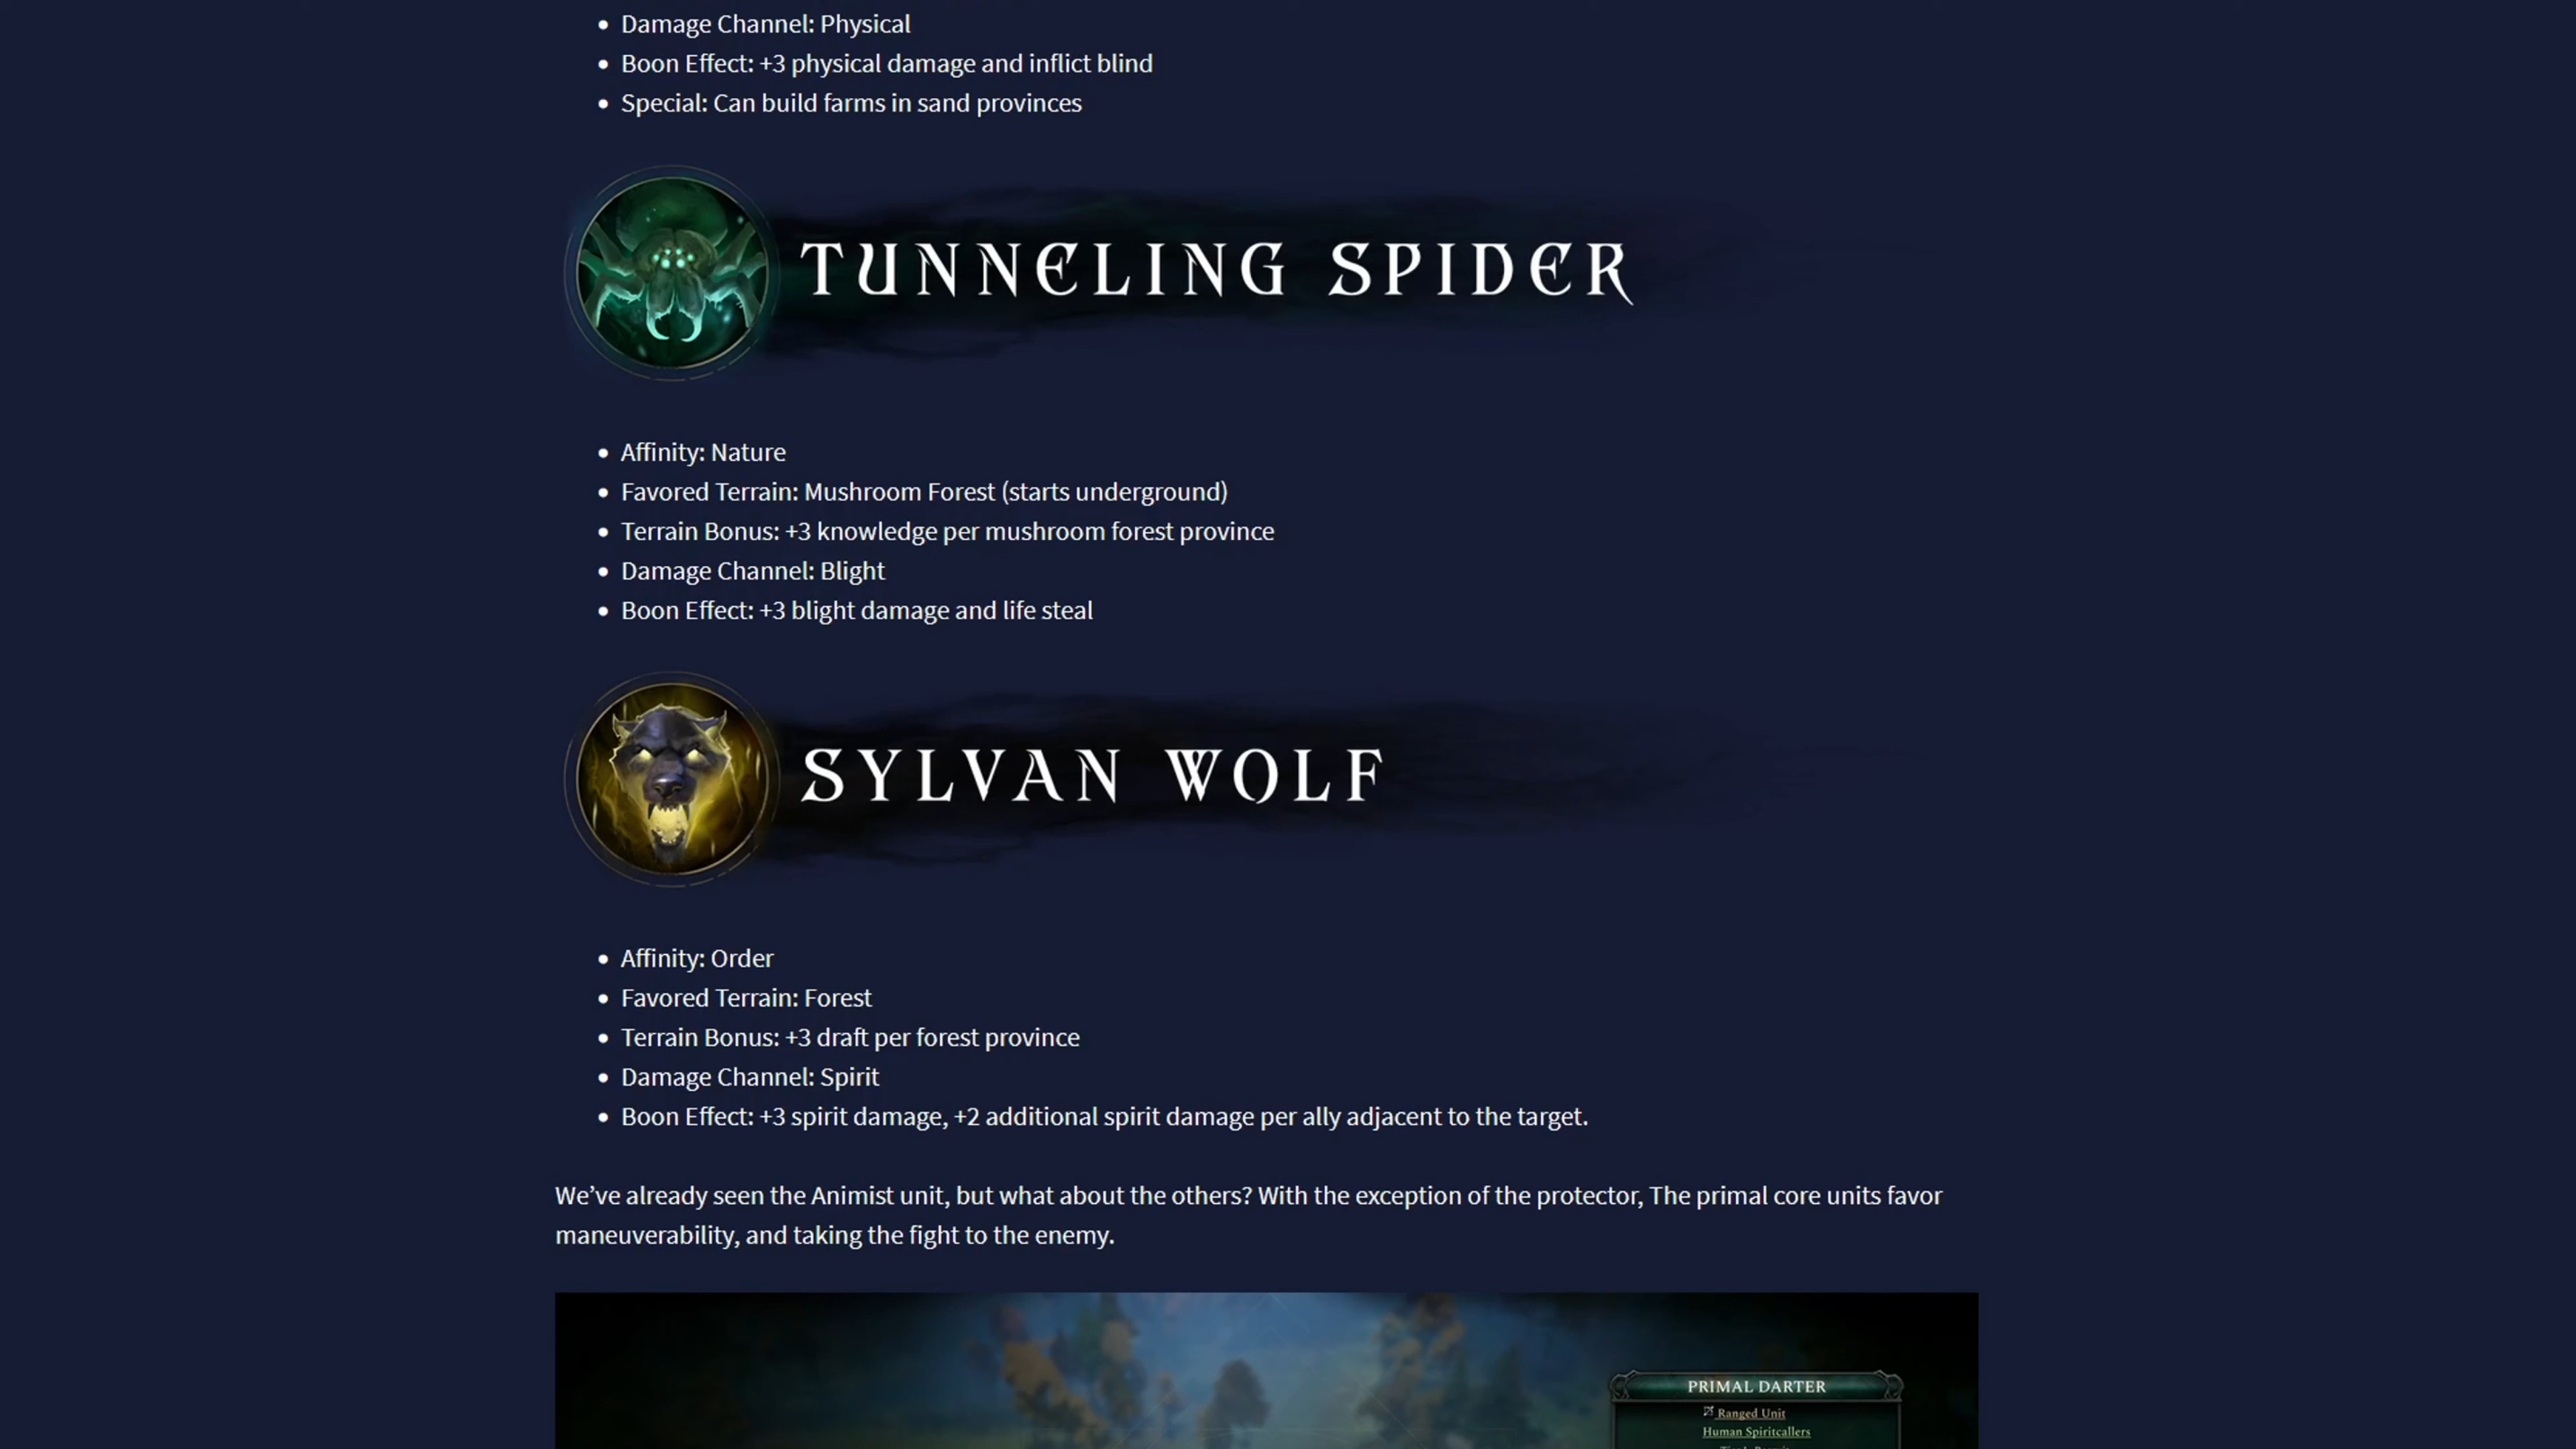 Damage Channel: Physical
Boon Effect: +3 physical damage and inflict blind
Special: Can build farms in sand provinces
TUNNELING SPIDER
Affinity: Nature
Favored Terrain: Mushroom Forest (starts underground)
Terrain Bonus: +3 knowledge per mushroom forest province
Damage Channel: Blight
Boon Effect: +3 blight damage and life steal
SYLVAN WOLF
Affinity: Order
Favored Terrain: Forest
Terrain Bonus: +3 draft per forest province
Damage Channel: Spirit
Boon Effect: +3 spirit damage, +2 additional spirit damage per ally adjacent to the target.
We’ve already seen the Animist unit, but what about the others? With the exception of the protector, The primal core units favor
maneuverability, and taking the fight to the enemy.
PRIMAL DARTER
Ranged Unit
Human Spiritcallers